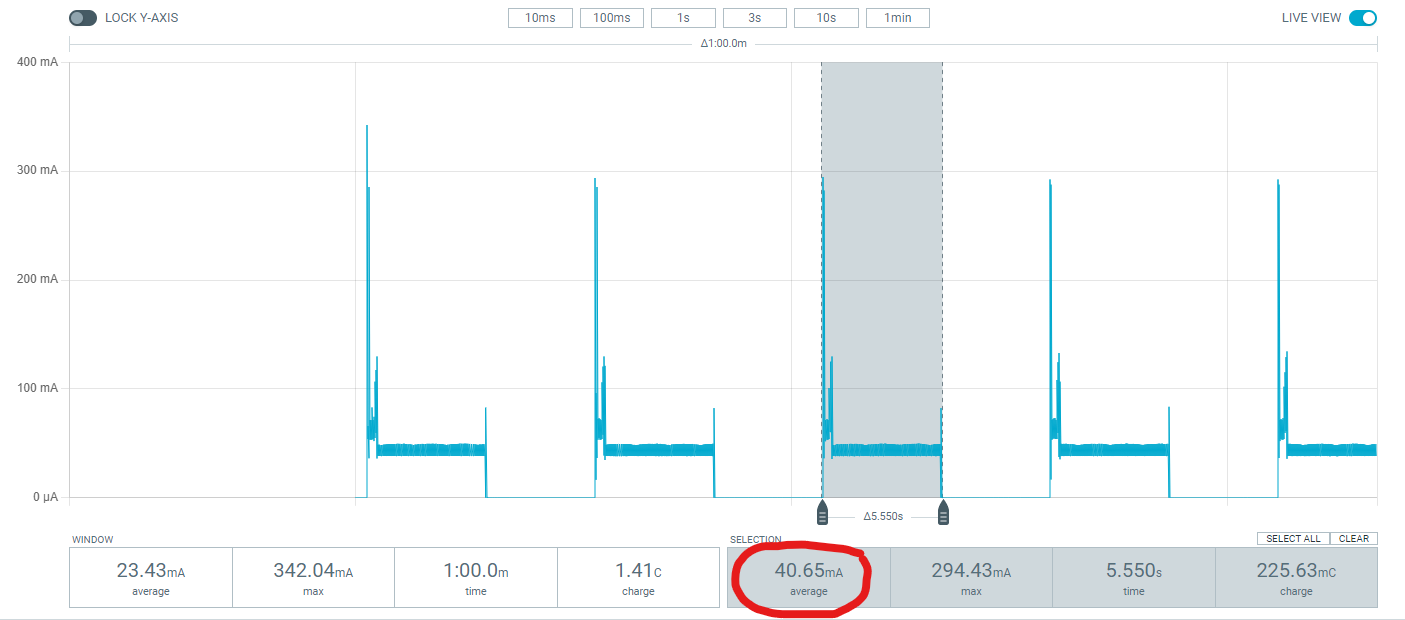 LOCK Y-AXIS 10ms 100ms 1s 3s 10s 1min LIVE VIEW
Δ1:00.0m
400 mA
300 mA
200 mA
100 mA
0 µA
Δ5.550s
WINDOW SELECTION SELECT ALL CLEAR
23.43mA 342.04mA 1:00.0m 1.41C 40.65mA 294.43mA 5.550s 225.63mC
average max time charge average max time charge